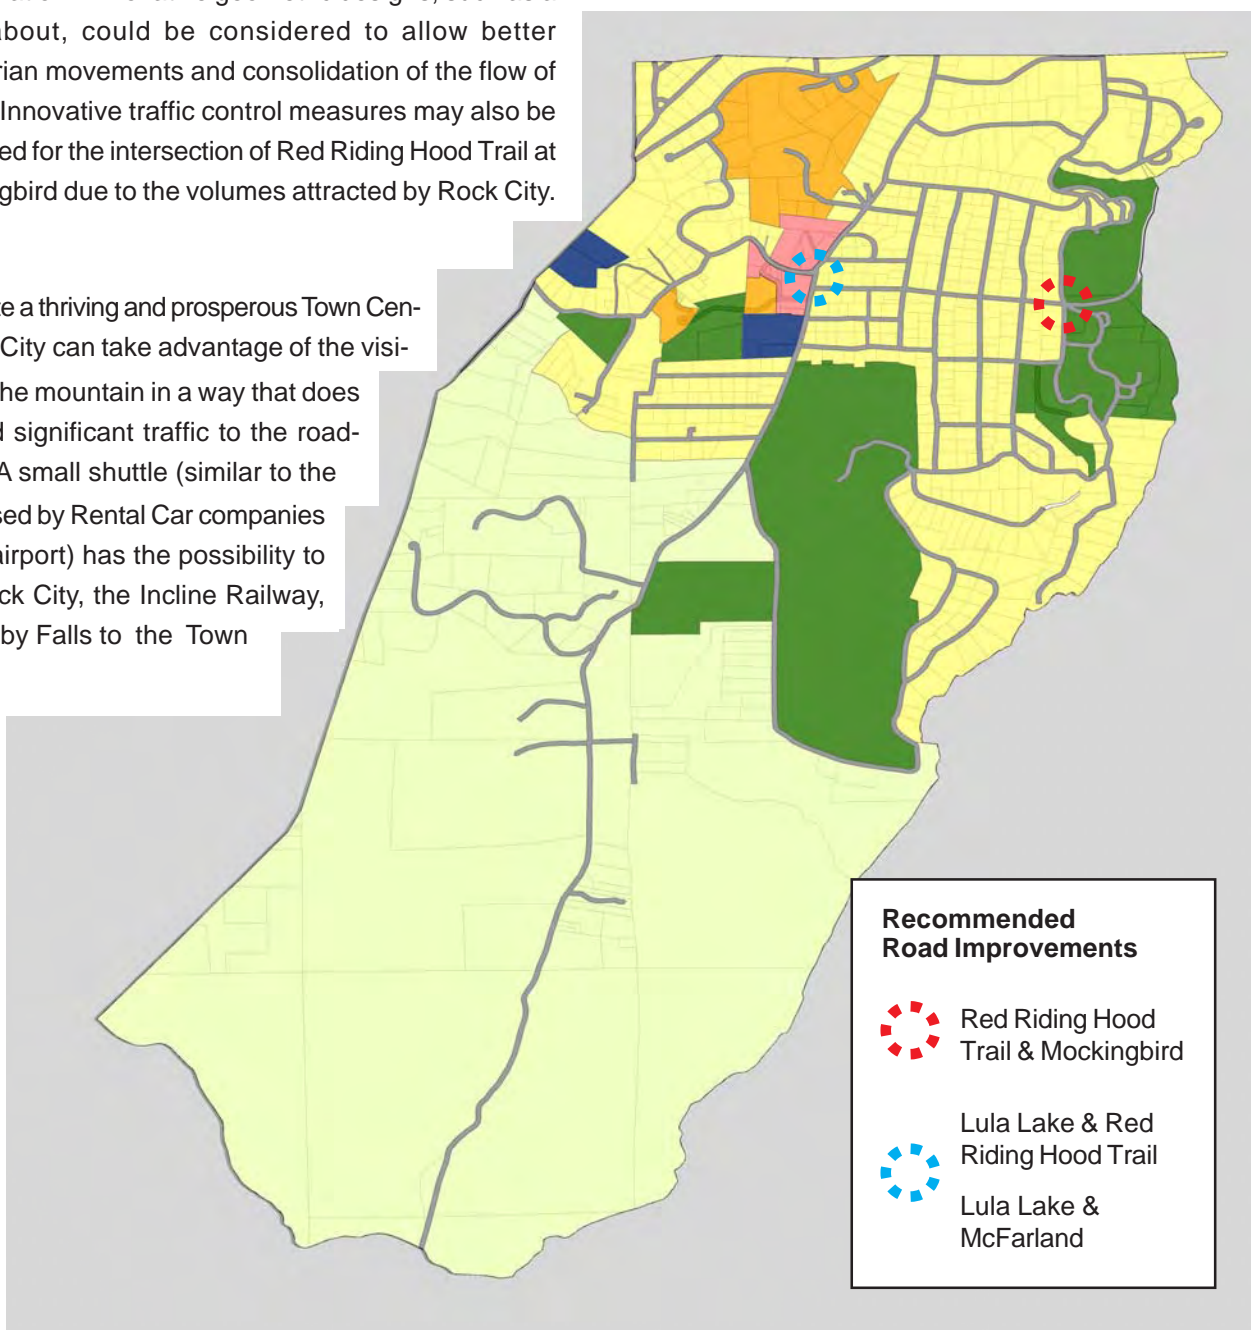 about, could be considered to allow better
rian movements and consolidation of the flow of
Innovative traffic control measures may also be
ed for the intersection of Red Riding Hood Trail at
gbird due to the volumes attracted by Rock City.
te a thriving and prosperous Town Cen-
City can take advantage of the visi-
he mountain in a way that does
d significant traffic to the road-
A small shuttle (similar to the
sed by Rental Car companies
airport) has the possibility to
ck City, the Incline Railway,
by Falls to the Town
Recommended
Road Improvements
Red Riding Hood
Trail & Mockingbird
Lula Lake & Red
Riding Hood Trail
Lula Lake &
McFarland